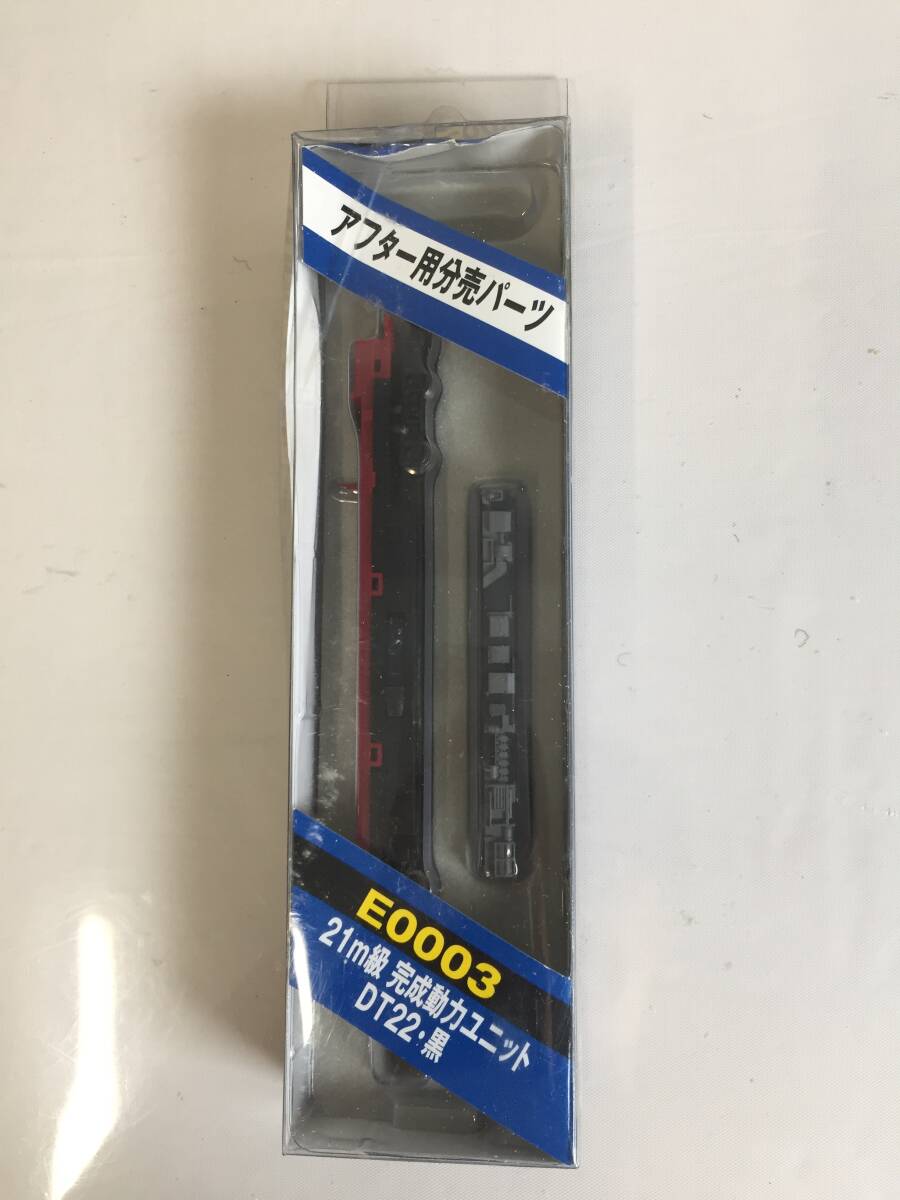 アフター用分売パーツ
E0003
21m級 完成動力ユニット
DT22・黒